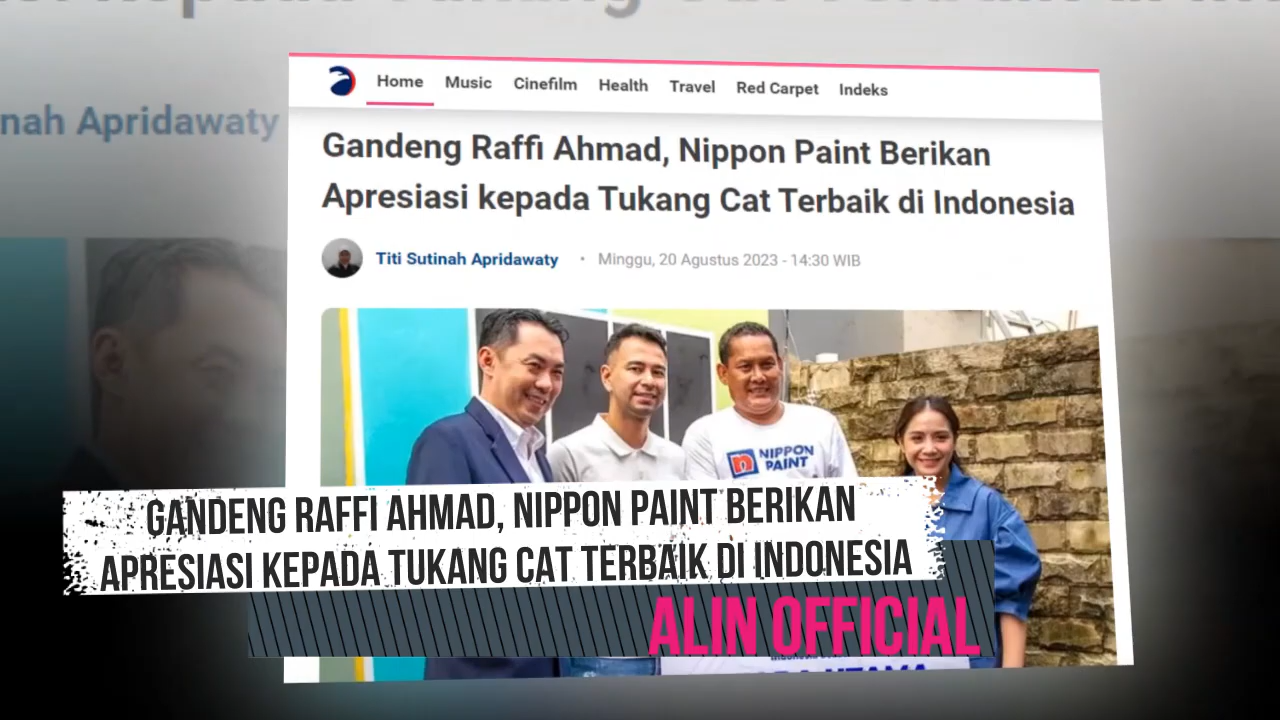 nah Apridawaty
Home Music Cinefilm Health Travel Red Carpet Indeks
Gandeng Raffi Ahmad, Nippon Paint Berikan
Apresiasi kepada Tukang Cat Terbaik di Indonesia
Titi Sutinah Apridawaty • Minggu, 20 Agustus 2023 - 14:30 WIB
n NIPPON
PAINT
GANDENG RAFFI AHMAD, NIPPON PAINT BERIKAN
APRESIASI KEPADA TUKANG CAT TERBAIK DI INDONESIA
ALIN OFFICIAL
UTAMA